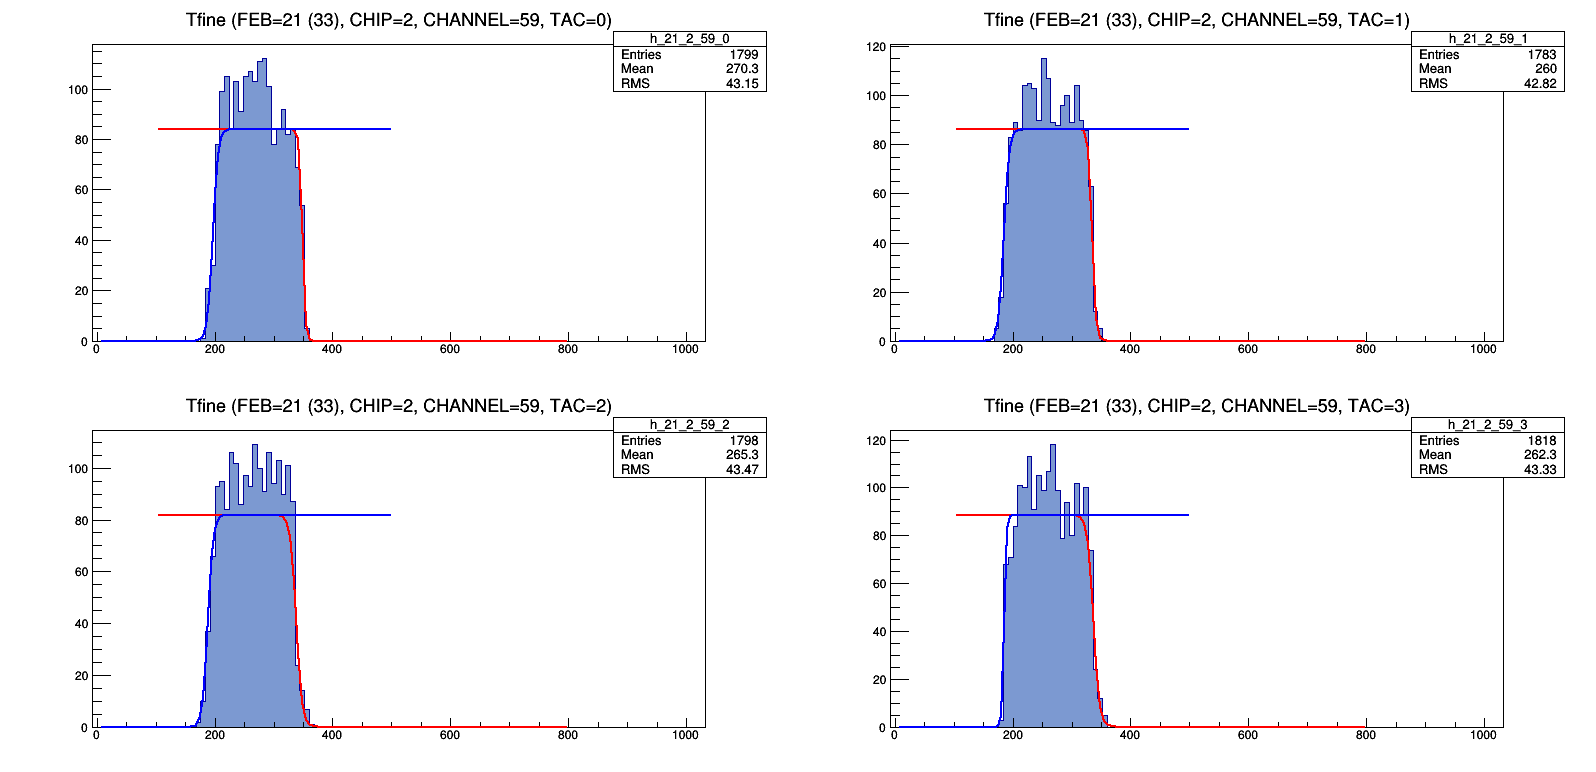 Tfine (FEB=21 (33), CHIP=2, CHANNEL=59, TAC=0)
h_21_2_59_0
Entries 1799
Mean 270.3
RMS 43.15
100
80
60
40
20
0
0 200 400 600 800 1000
Tfine (FEB=21 (33), CHIP=2, CHANNEL=59, TAC=1)
h_21_2_59_1
Entries 1783
Mean 260
RMS 42.82
120
100
80
60
40
20
0
0 200 400 600 800 1000
Tfine (FEB=21 (33), CHIP=2, CHANNEL=59, TAC=2)
h_21_2_59_2
Entries 1798
Mean 265.3
RMS 43.47
100
80
60
40
20
0
0 200 400 600 800 1000
Tfine (FEB=21 (33), CHIP=2, CHANNEL=59, TAC=3)
h_21_2_59_3
Entries 1818
Mean 262.3
RMS 43.33
120
100
80
60
40
20
0
0 200 400 600 800 1000